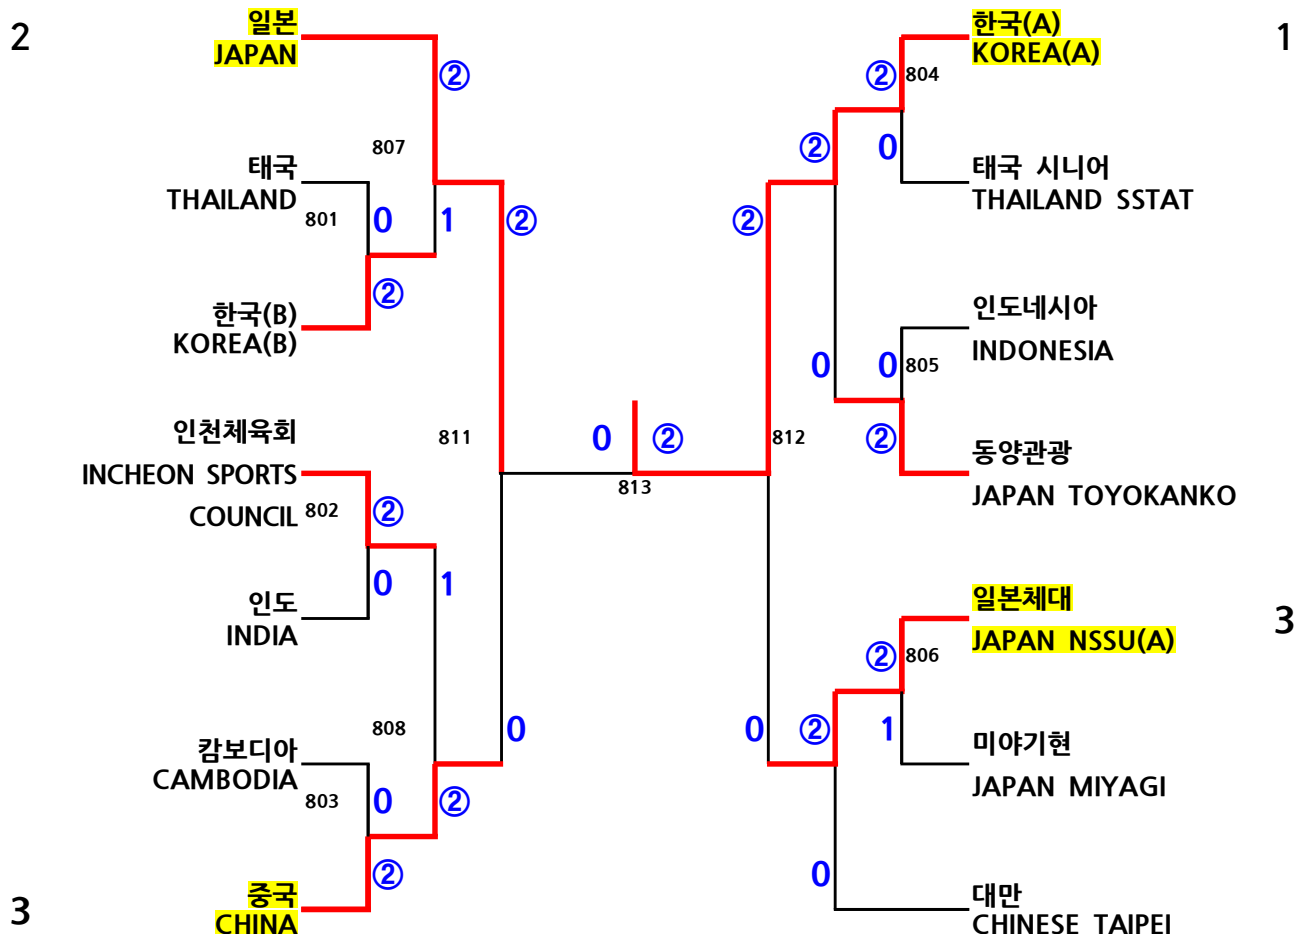 2
일본
JAPAN
②
807
태국
THAILAND
801
0
1
②
②
한국(B)
KOREA(B)
인천체육회
INCHEON SPORTS
COUNCIL
802
②
811
0
1
인도
INDIA
808
캄보디아
CAMBODIA
803
0
②
0
②
중국
CHINA
3
0
②
813
한국(A)
KOREA(A)
1
②
804
②
0
태국 시니어
THAILAND SSTAT
②
인도네시아
INDONESIA
0
0
805
812
②
동양관광
JAPAN TOYOKANKO
일본체대
JAPAN NSSU(A)
3
②
806
0
②
1
미야기현
JAPAN MIYAGI
0
대만
CHINESE TAIPEI